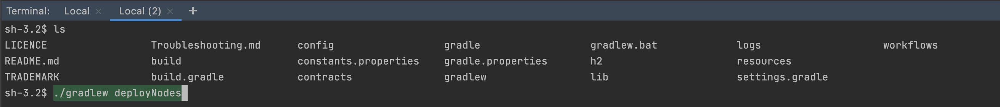 Terminal: Local × Local (2) × +
sh-3.2$ ls
LICENCE Troubleshooting.md config gradle gradlew.bat logs workflows
README.md build constants.properties gradle.properties h2 resources
TRADEMARK build.gradle contracts gradlew lib settings.gradle
sh-3.2$ ./gradlew deployNodes